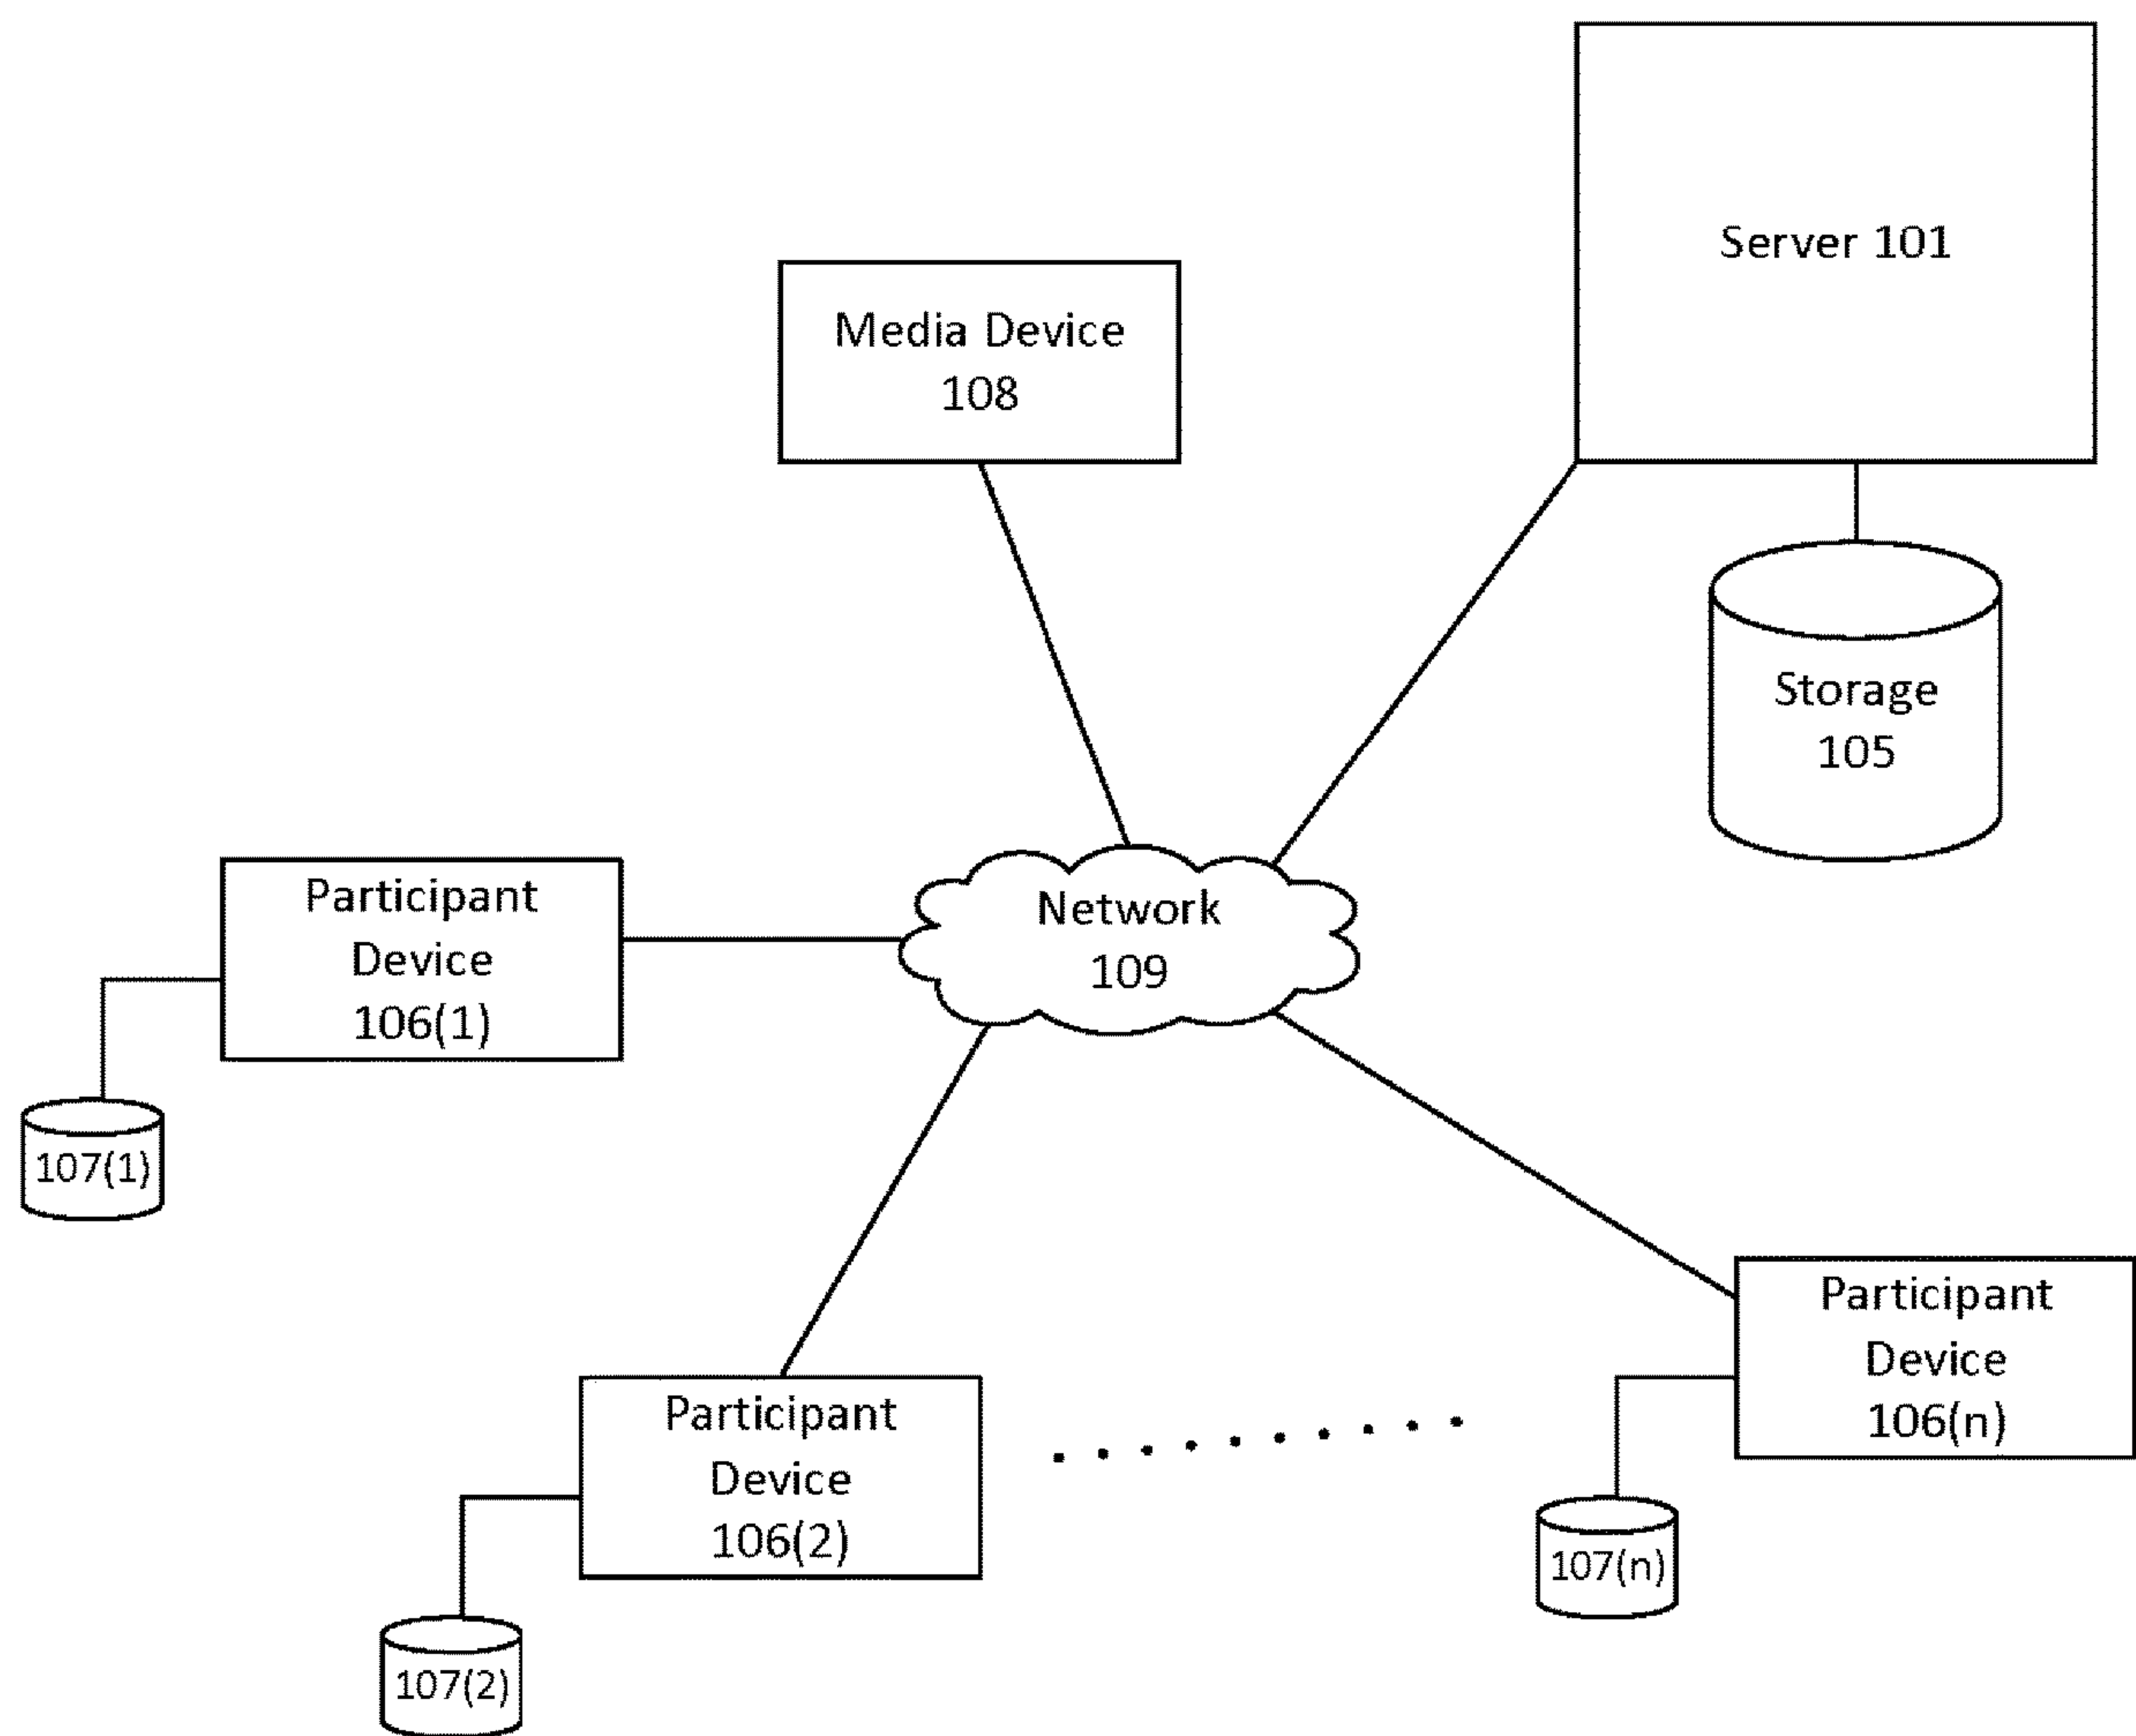 Server 101
Media Device
108
Storage
105
Participant
Device
106(1)
Network
109
107(1)
Participant
Device
106(n)
Participant
Device
106(2)
107(n)
107(2)